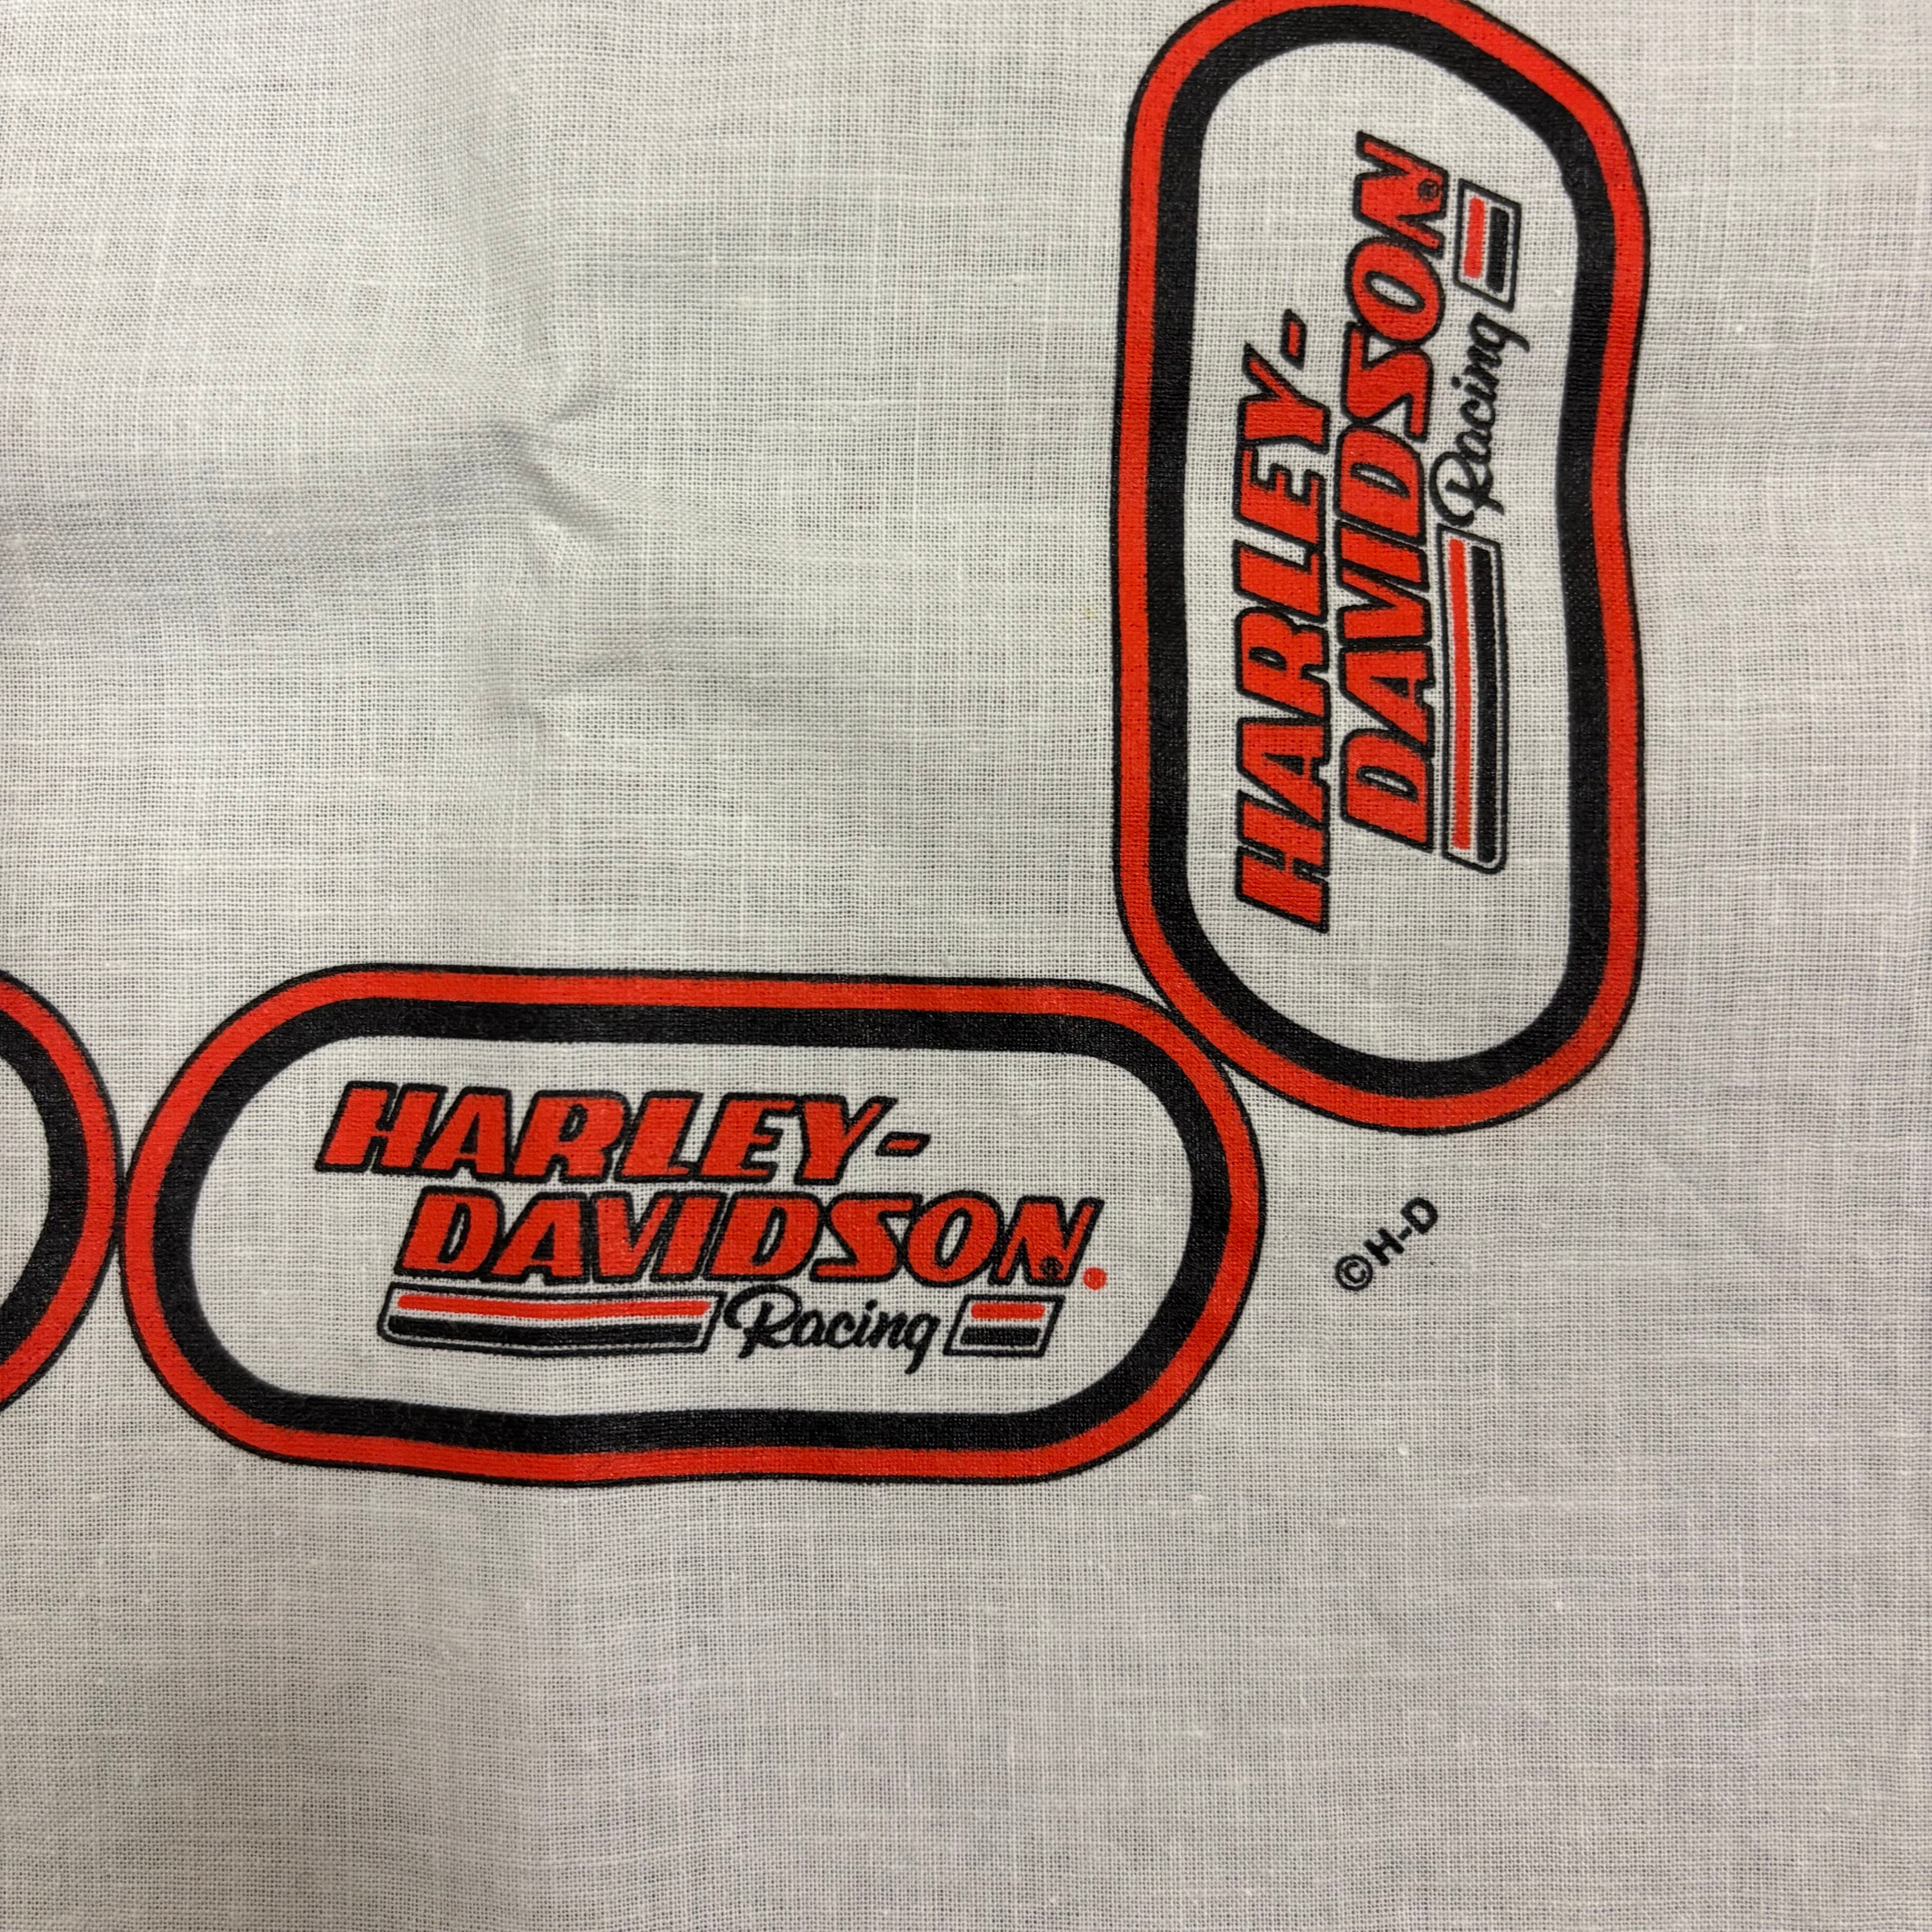 HARLEY-
DAVIDSON®
Racing
HARLEY-
DAVIDSON®
Racing
© H-D